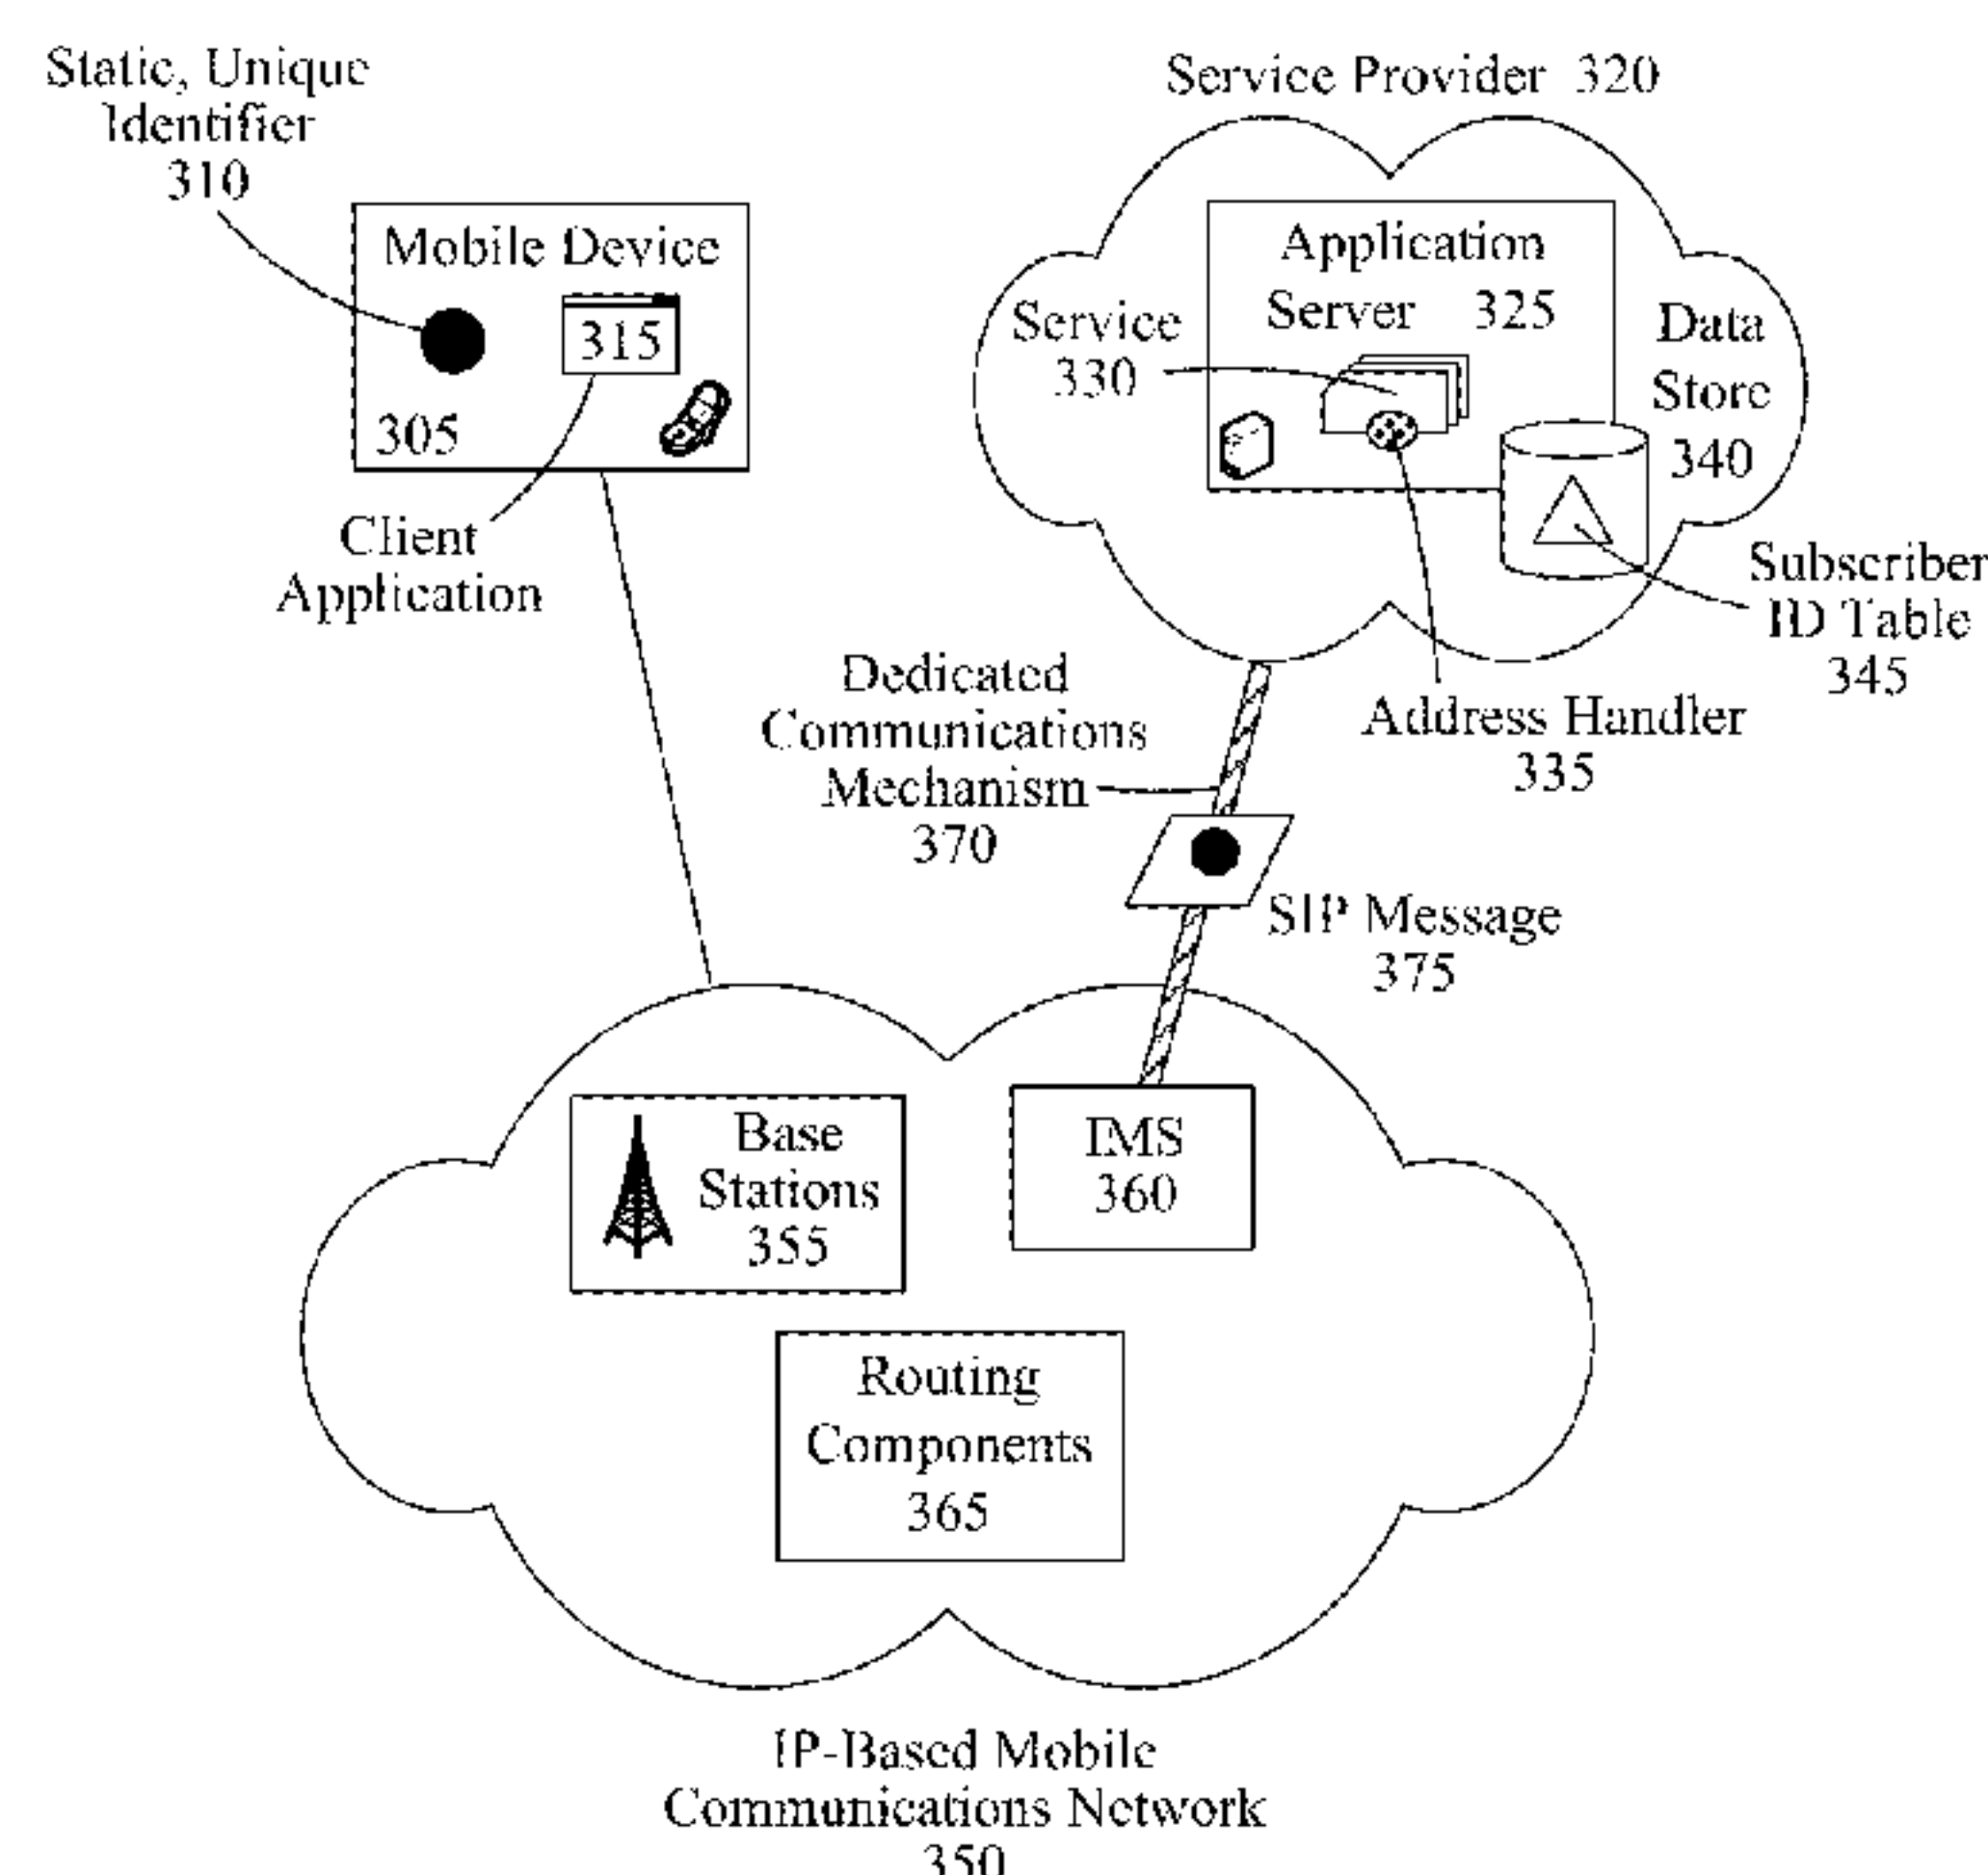 Static, Unique
Identifier
310
Mobile Device
315
305
Client
Application
Service Provider 320
Application
Server 325
Service
330
Data
Store
340
Subscriber
ID Table
345
Address Handler
335
Dedicated
Communications
Mechanism
370
SIP Message
375
Base
Stations
355
IMS
360
Routing
Components
365
IP-Based Mobile
Communications Network
350